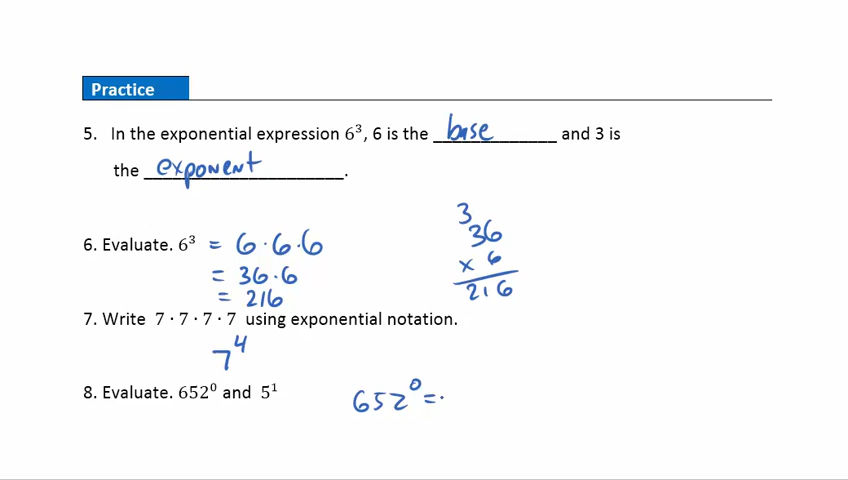 Practice
5. In the exponential expression 6³, 6 is the base and 3 is
the exponent.
3
36
6. Evaluate. 6³ = 6 · 6 · 6
× 6
= 36 · 6
216
= 216
7. Write 7 · 7 · 7 · 7 using exponential notation.
7⁴
8. Evaluate. 652⁰ and 5¹ 652⁰ =